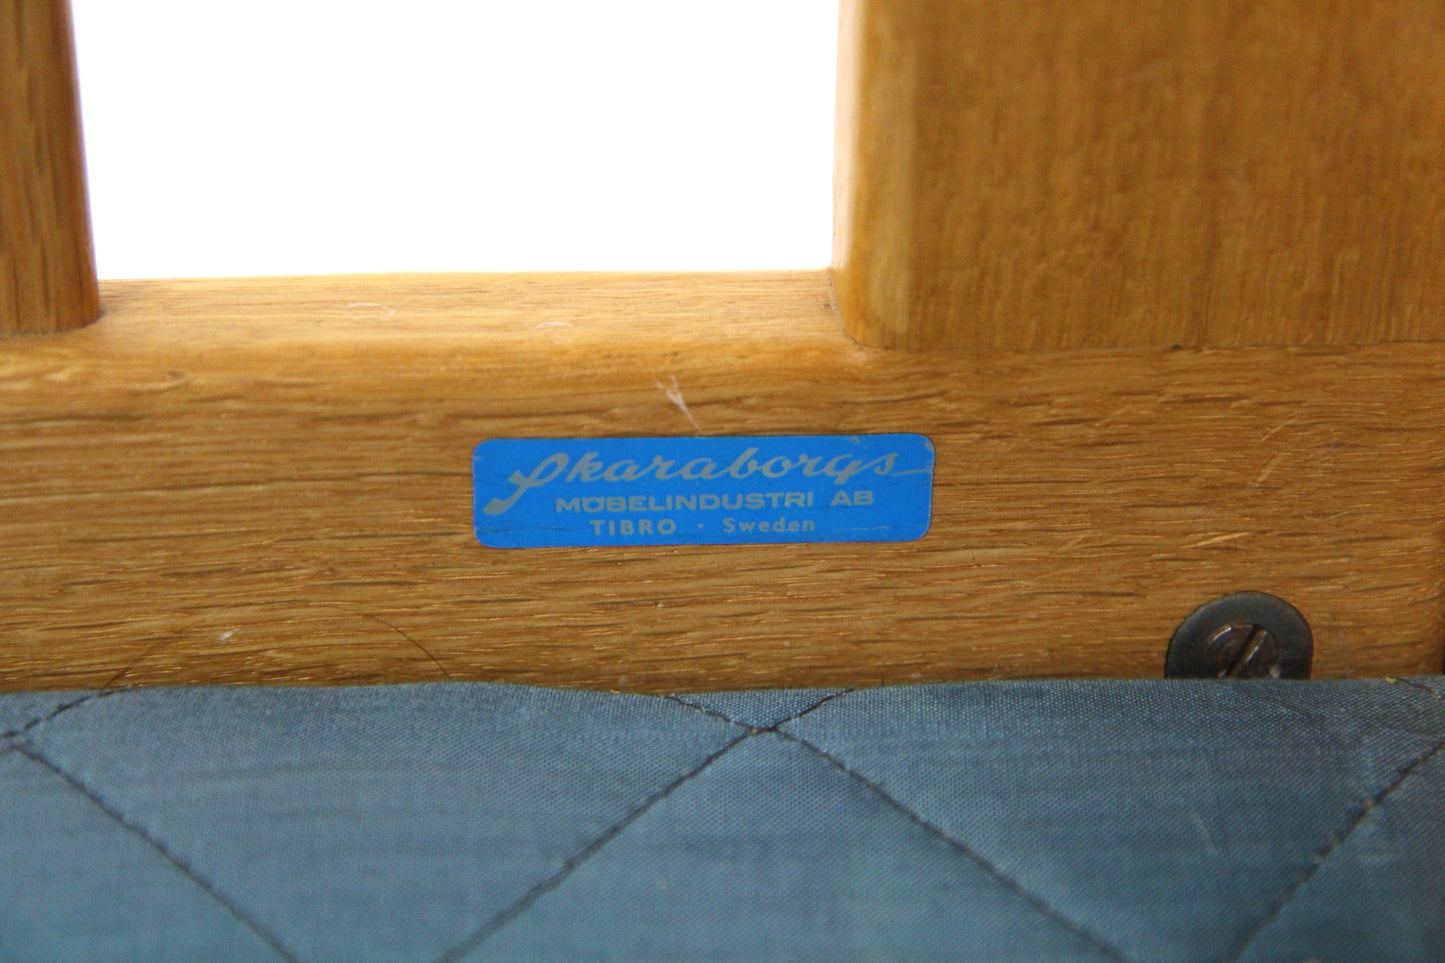 Skaraborgs
MÖBELINDUSTRI AB
TIBRO · Sweden